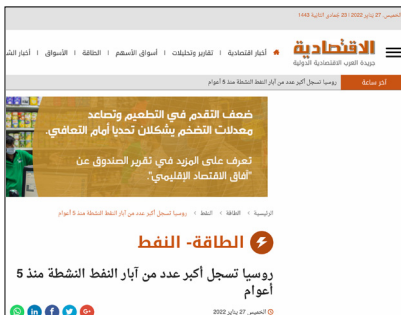 الخميس, 27 يناير 2022 | 23 جمادى الثانية 1443
الاقتصادية
جريدة العرب الاقتصادية الدولية
أخبار اقتصادية | تقارير وتحليلات | أسواق الأسهم | الطاقة | الأسواق | أخبار الش
آخر ساعة
روسيا تسجل أكبر عدد من آبار النفط النشطة منذ 5 أعوام
ضعف التقدم في التطعيم وتصاعد
معدلات التضخم يشكلان تحديا أمام التعافي.
تعرف على المزيد في تقرير الصندوق عن
"آفاق الاقتصاد الإقليمي".
الرئيسية › الطاقة › النفط › روسيا تسجل أكبر عدد من آبار النفط النشطة منذ 5 أعوام
الطاقة- النفط
روسيا تسجل أكبر عدد من آبار النفط النشطة منذ 5
أعوام
الخميس 27 يناير 2022